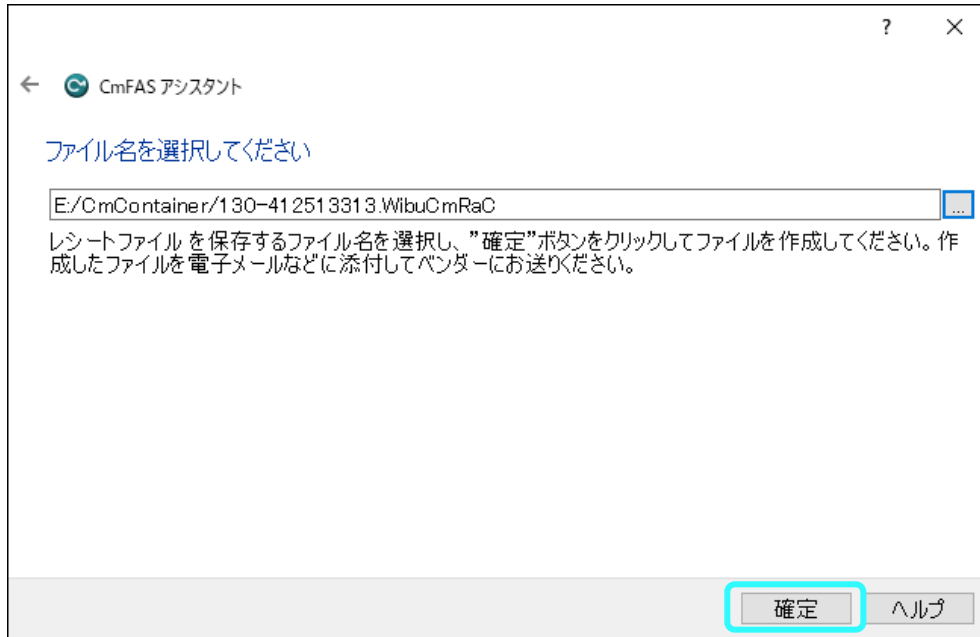 CmFAS アシスタント
ファイル名を選択してください
E:/CmContainer/130-412513313.WibuCmRaC
...
レシートファイル を保存するファイル名を選択し、”確定”ボタンをクリックしてファイルを作成してください。作
成したファイルを電子メールなどに添付してベンダーにお送りください。
確定
ヘルプ